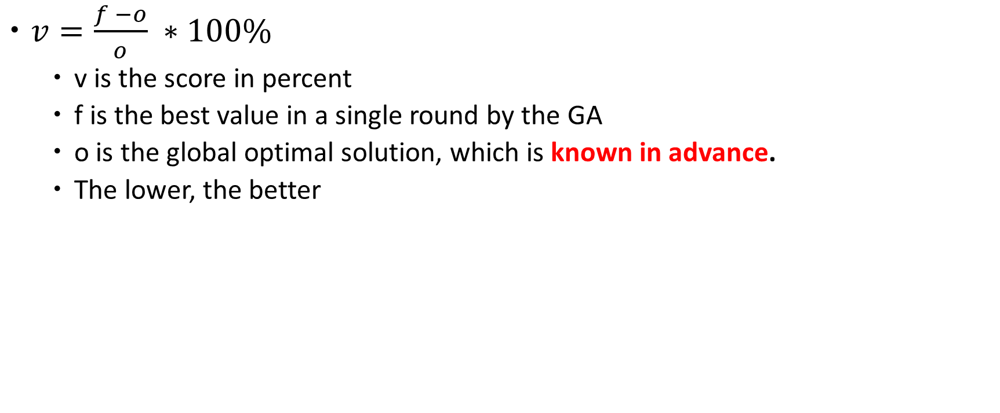 • v = f − o / o * 100%
• v is the score in percent
• f is the best value in a single round by the GA
• o is the global optimal solution, which is known in advance.
• The lower, the better